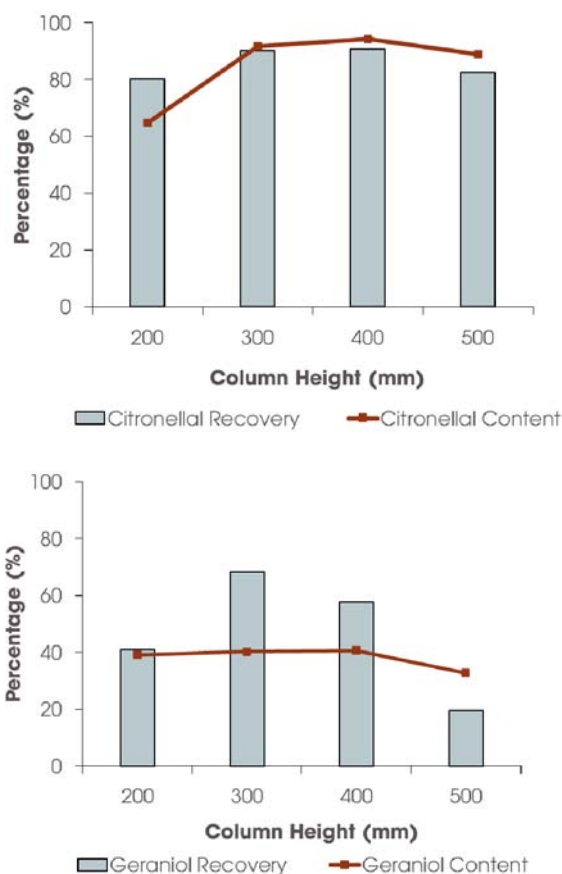 100
80
60
40
20
0
Percentage (%)
200 300 400 500
Column Height (mm)
Citronellal Recovery Citronellal Content
100
80
60
40
20
0
Percentage (%)
200 300 400 500
Column Height (mm)
Geraniol Recovery Geraniol Content